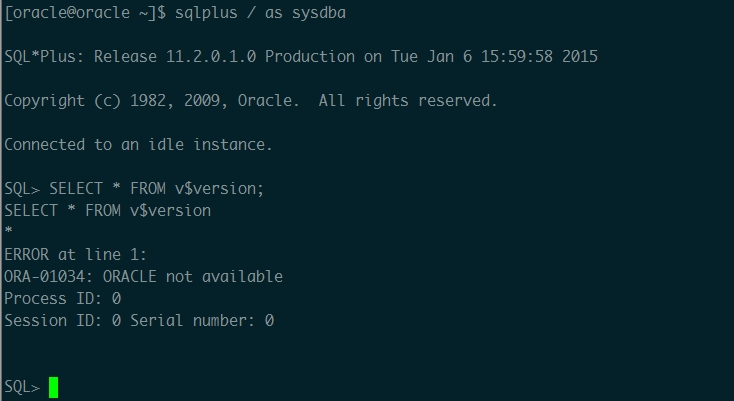 [oracle@oracle ~]$ sqlplus / as sysdba
SQL*Plus: Release 11.2.0.1.0 Production on Tue Jan 6 15:59:58 2015
Copyright (c) 1982, 2009, Oracle.  All rights reserved.
Connected to an idle instance.
SQL> SELECT * FROM v$version;
SELECT * FROM v$version
*
ERROR at line 1:
ORA-01034: ORACLE not available
Process ID: 0
Session ID: 0 Serial number: 0
SQL>